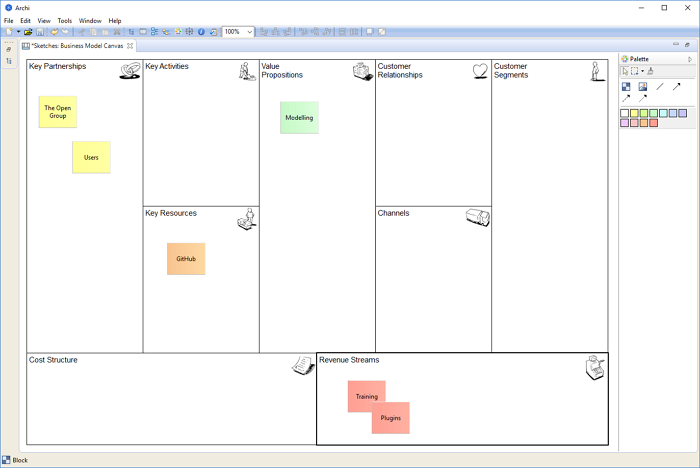 Archi
File Edit View Tools Window Help
100%
*Sketches: Business Model Canvas
Key Partnerships
The Open
Group
Users
Key Activities
Key Resources
GitHub
Value
Propositions
Modelling
Customer
Relationships
Channels
Customer
Segments
Cost Structure
Revenue Streams
Training
Plugins
Palette
Block